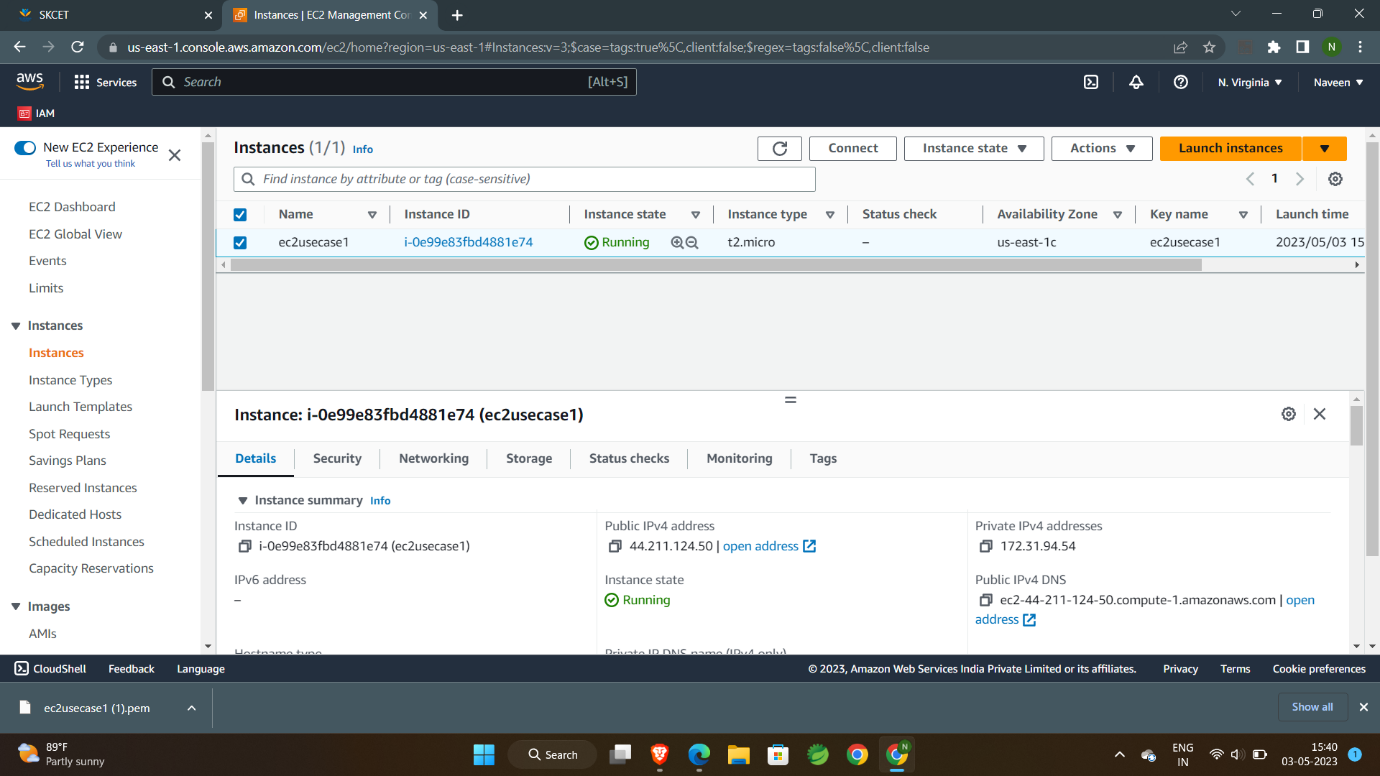 SKCET
Instances | EC2 Management Con
us-east-1.console.aws.amazon.com/ec2/home?region=us-east-1#Instances:v=3;$case=tags:true%5C,client:false;$regex=tags:false%5C,client:false
N
aws
Services
Search
[Alt+S]
N. Virginia
Naveen
IAM
New EC2 Experience
Tell us what you think
EC2 Dashboard
EC2 Global View
Events
Limits
Instances
Instances
Instance Types
Launch Templates
Spot Requests
Savings Plans
Reserved Instances
Dedicated Hosts
Scheduled Instances
Capacity Reservations
Images
AMIs
Instances (1/1) Info
Connect
Instance state
Actions
Launch instances
Find instance by attribute or tag (case-sensitive)
1
Name Instance ID Instance state Instance type Status check Availability Zone Key name Launch time
ec2usecase1 i-0e99e83fbd4881e74 Running t2.micro – us-east-1c ec2usecase1 2023/05/03 15
Instance: i-0e99e83fbd4881e74 (ec2usecase1)
Details Security Networking Storage Status checks Monitoring Tags
Instance summary Info
Instance ID
i-0e99e83fbd4881e74 (ec2usecase1)
Public IPv4 address
44.211.124.50 | open address
Private IPv4 addresses
172.31.94.54
IPv6 address
–
Instance state
Running
Public IPv4 DNS
ec2-44-211-124-50.compute-1.amazonaws.com | open
address
Hostname type
Private IP DNS name (IPv4 only)
CloudShell Feedback Language
© 2023, Amazon Web Services India Private Limited or its affiliates. Privacy Terms Cookie preferences
ec2usecase1 (1).pem
Show all
89°F
Partly sunny
Search
N
ENG
IN
15:40
03-05-2023
1